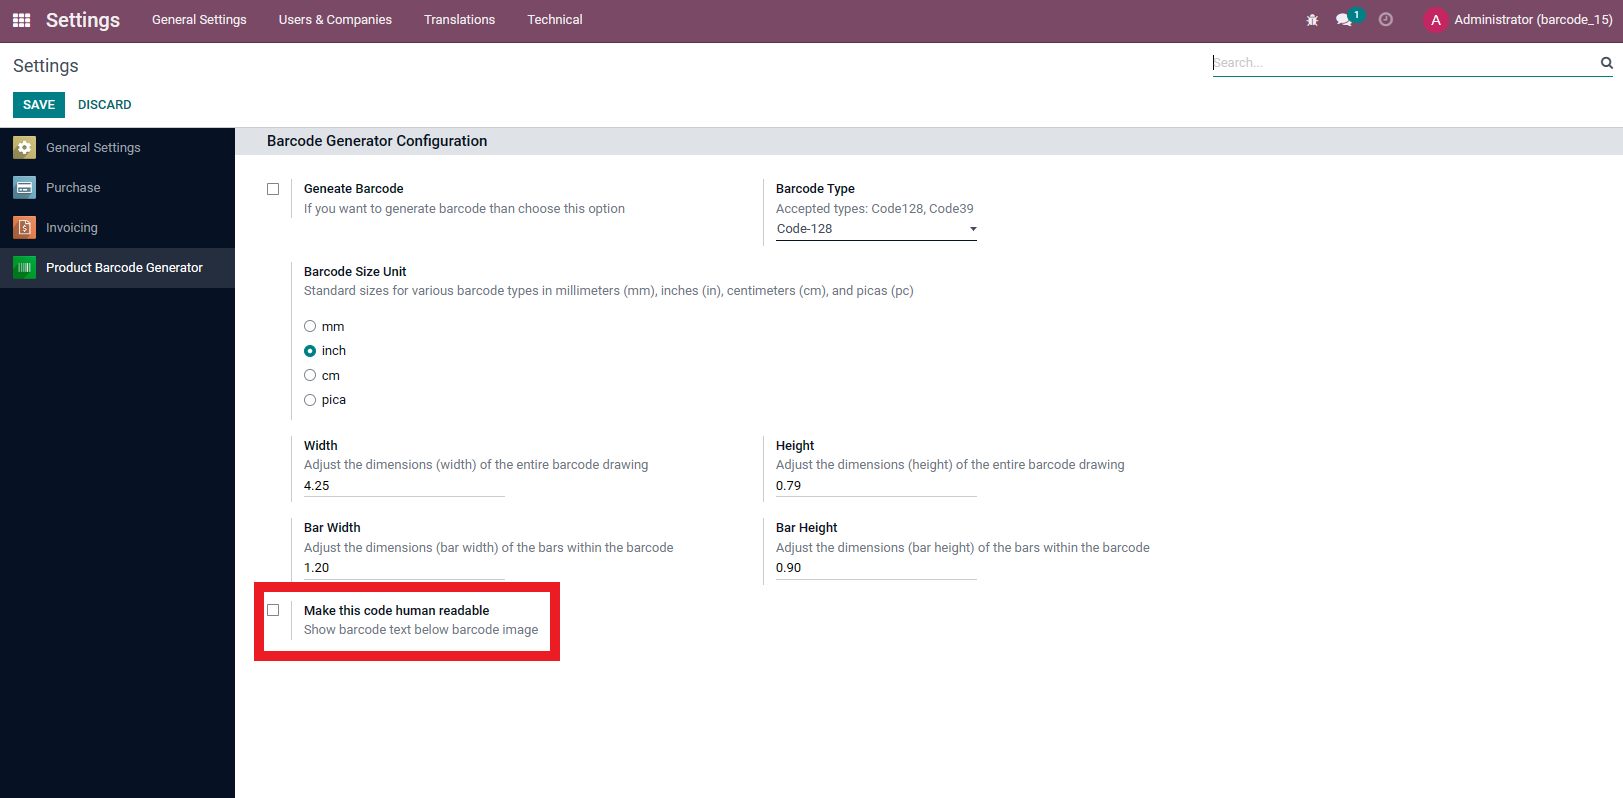 Settings General Settings Users & Companies Translations Technical 1 A Administrator (barcode_15)
Settings
Search...
SAVE DISCARD
General Settings
Purchase
Invoicing
Product Barcode Generator
Barcode Generator Configuration
Geneate Barcode
If you want to generate barcode than choose this option
Barcode Type
Accepted types: Code128, Code39
Code-128
Barcode Size Unit
Standard sizes for various barcode types in millimeters (mm), inches (in), centimeters (cm), and picas (pc)
mm
inch
cm
pica
Width
Adjust the dimensions (width) of the entire barcode drawing
4.25
Height
Adjust the dimensions (height) of the entire barcode drawing
0.79
Bar Width
Adjust the dimensions (bar width) of the bars within the barcode
1.20
Bar Height
Adjust the dimensions (bar height) of the bars within the barcode
0.90
Make this code human readable
Show barcode text below barcode image